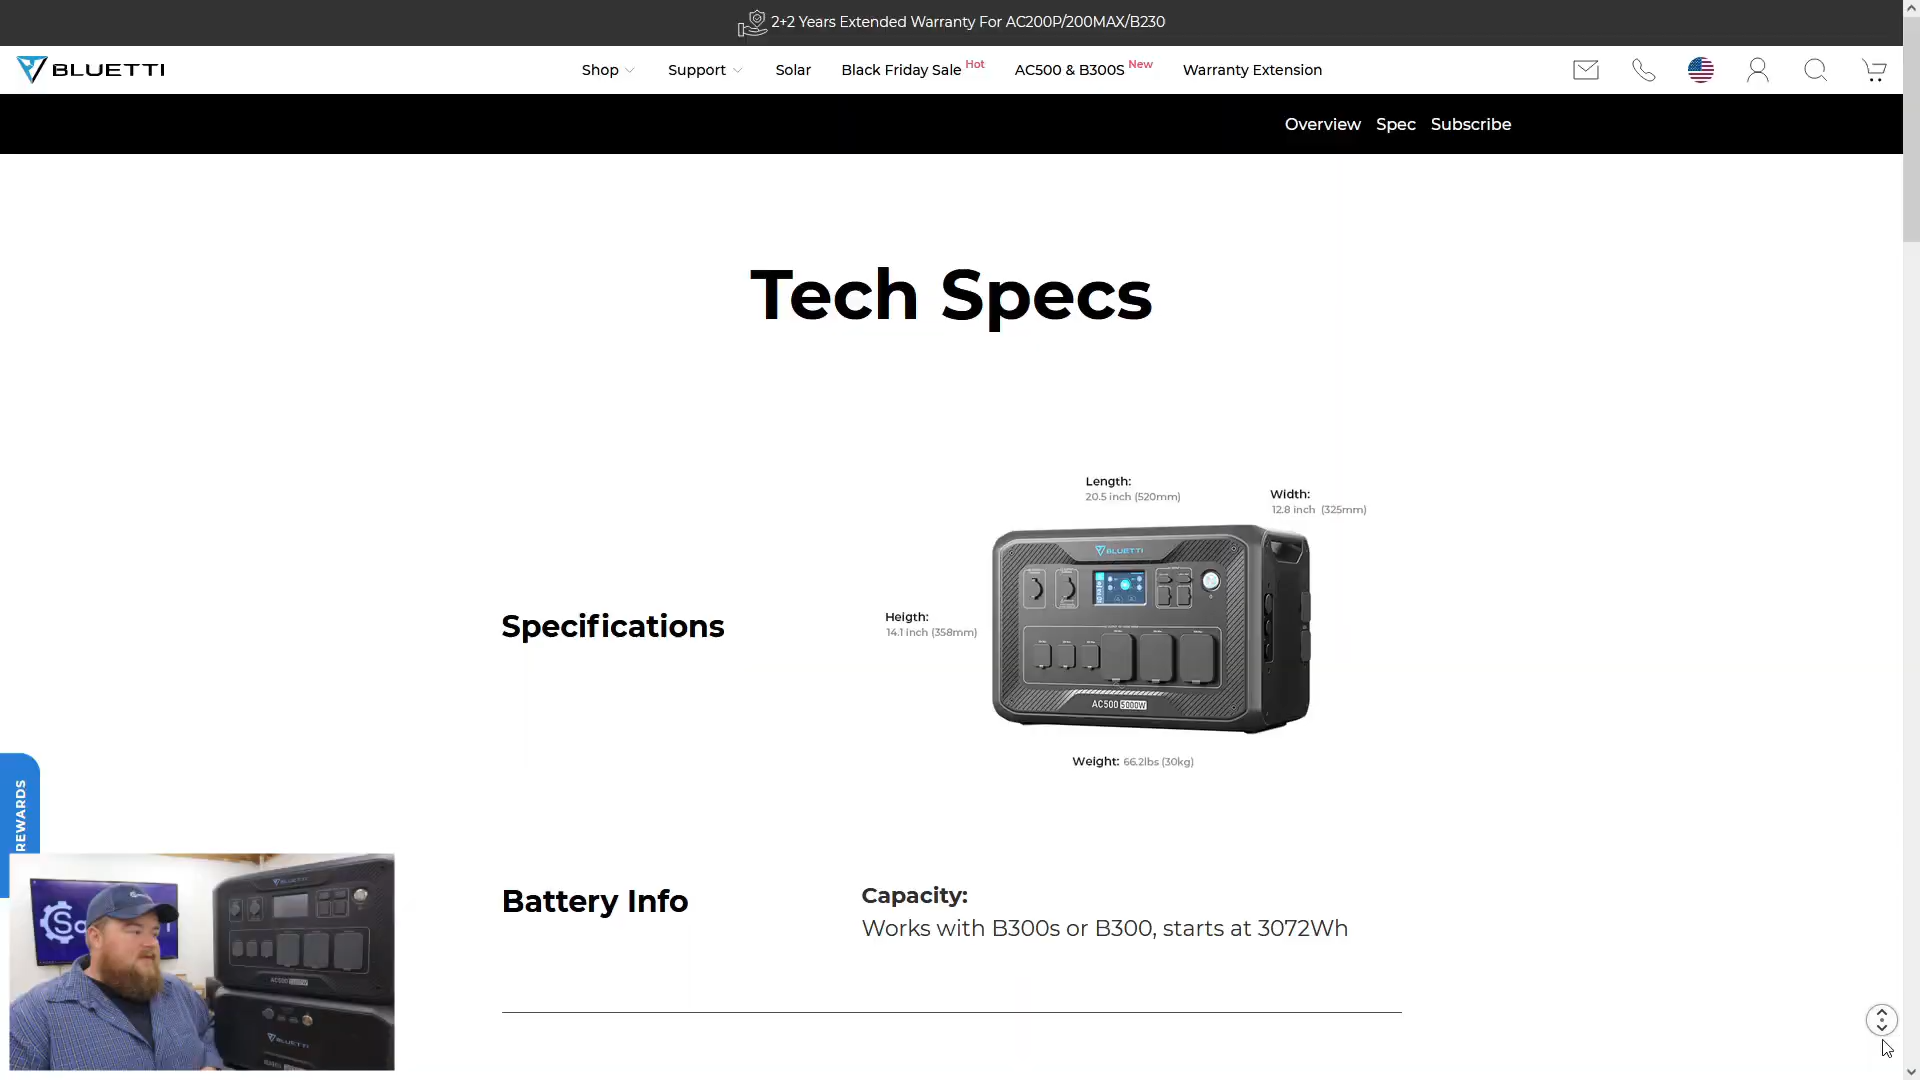 2+2 Years Extended Warranty For AC200P/200MAX/B230
BLUETTI
Shop
Support
Solar
Black Friday Sale Hot
AC500 & B300S New
Warranty Extension
Overview Spec Subscribe
Tech Specs
Length:
20.5 inch (520mm)
Width:
12.8 inch (325mm)
BLUETTI
Heigth:
14.1 inch (358mm)
Specifications
AC500 5000W
Weight: 66.2lbs (30kg)
REWARDS
Battery Info
Capacity:
Works with B300s or B300, starts at 3072Wh
BLUETTI
AC500
BLUETTI